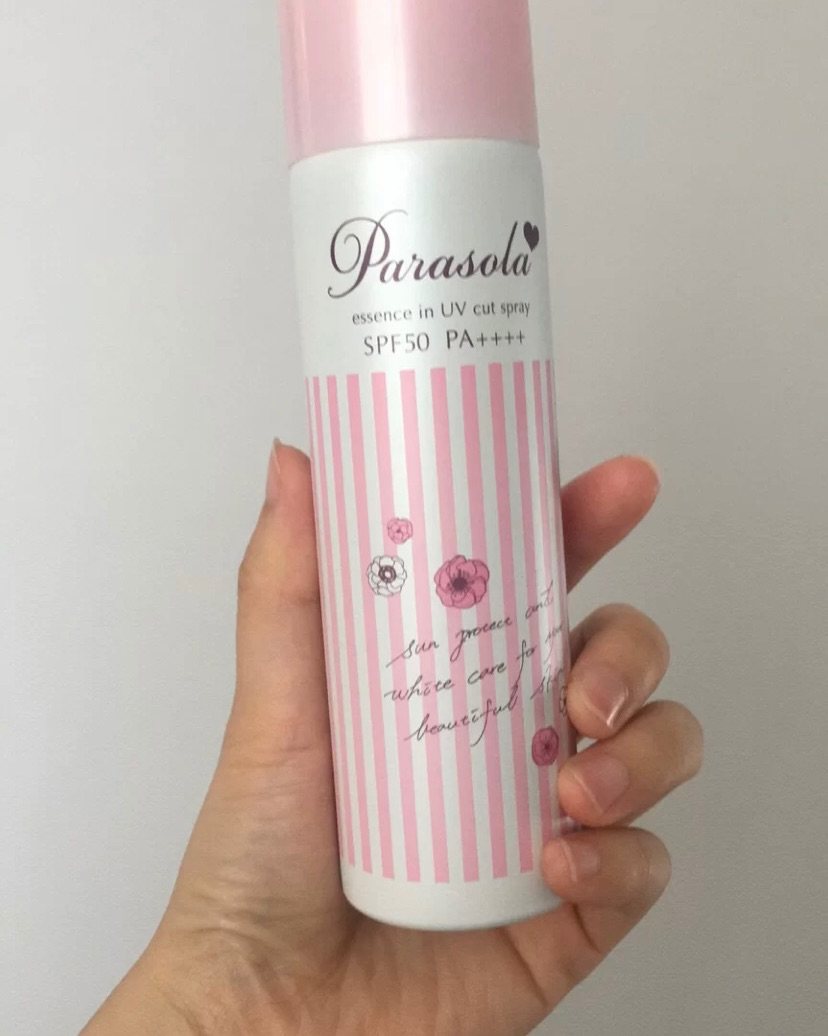 Parasola
essence in UV cut spray
SPF50 PA++++
sun protect and
white care for
beautiful